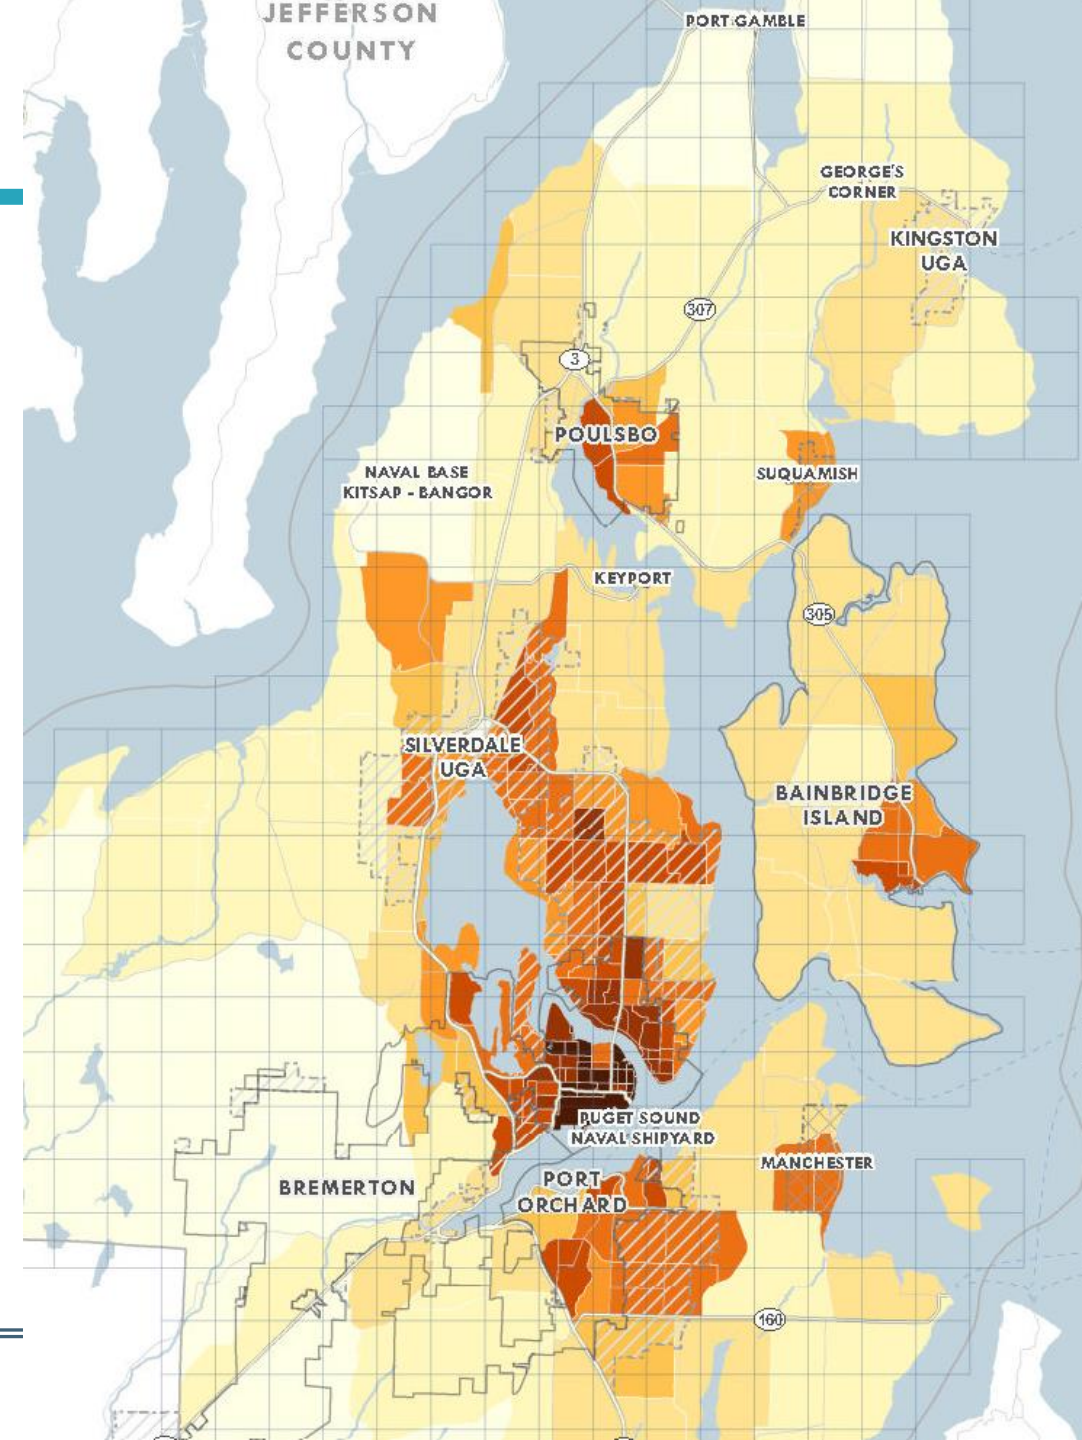 JEFFERSON
COUNTY
PORT GAMBLE
GEORGE'S
CORNER
KINGSTON
UGA
307
3
POULSBO
NAVAL BASE
KITSAP - BANGOR
SUQUAMISH
KEYPORT
305
SILVERDALE
UGA
BAINBRIDGE
ISLAND
PUGET SOUND
NAVAL SHIPYARD
MANCHESTER
BREMERTON
PORT
ORCHARD
160